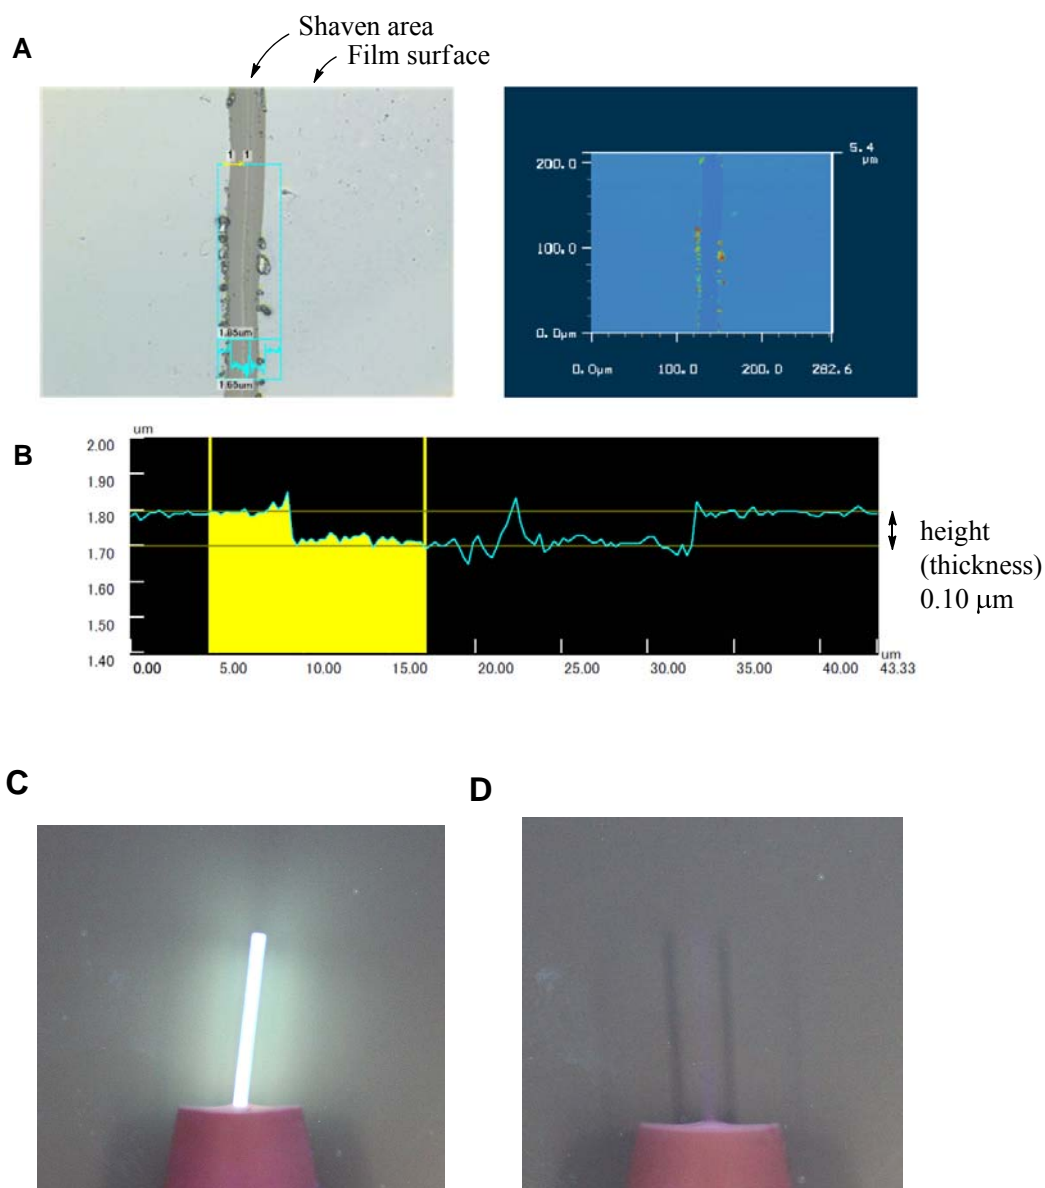 A
Shaven area
Film surface
1 1
1.85um
1.65um
5.4
μm
200.0
100.0
0.0μm
0.0μm 100.0 200.0 282.6
B
um
2.00
1.90
1.80
1.70
1.60
1.50
1.40
0.00 5.00 10.00 15.00 20.00 25.00 30.00 35.00 40.00 43.33
um
height
(thickness)
0.10 μm
C
D